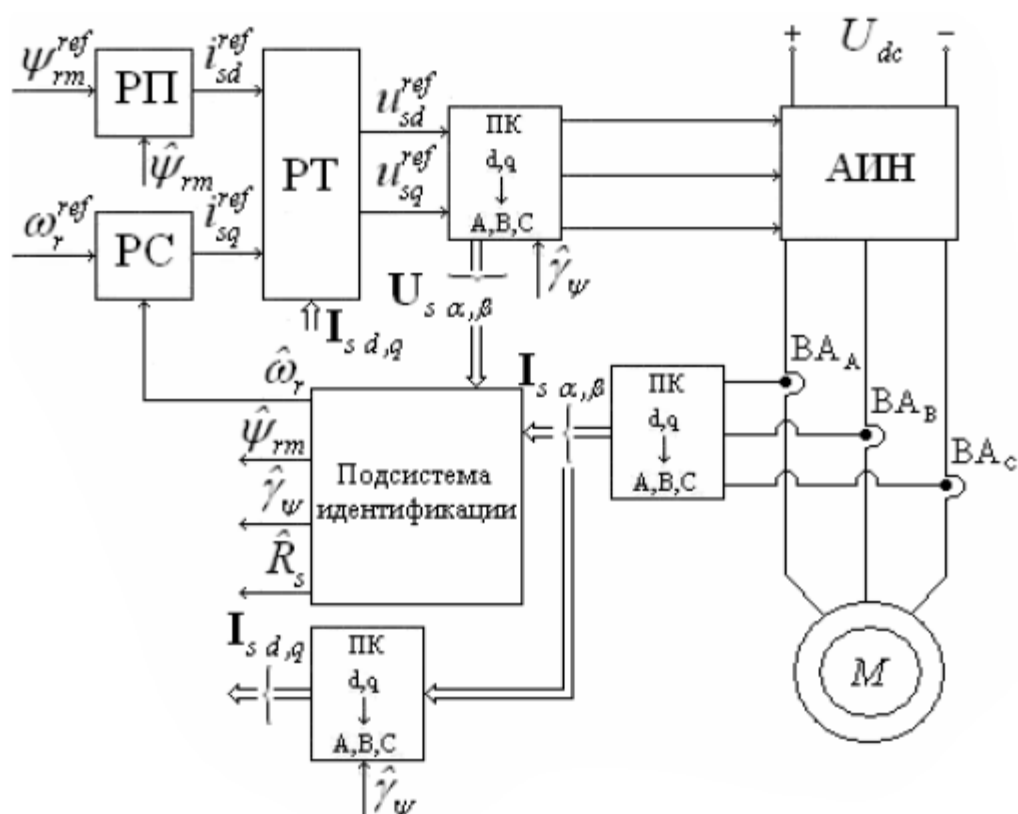 + U_dc −
ψ_rm^ref
РП
i_sd^ref
ψ̂_rm
ω_r^ref
РС
i_sq^ref
РТ
I_s d,q
u_sd^ref
u_sq^ref
ПК
d,q
↓
A,B,C
γ̂_ψ
АИН
U_s α,β
I_s α,β
ПК
d,q
↓
A,B,C
BA_A
BA_B
BA_C
ω̂_r
ψ̂_rm
γ̂_ψ
R̂_s
Подсистема
идентификации
I_s d,q
ПК
d,q
↓
A,B,C
γ̂_ψ
M